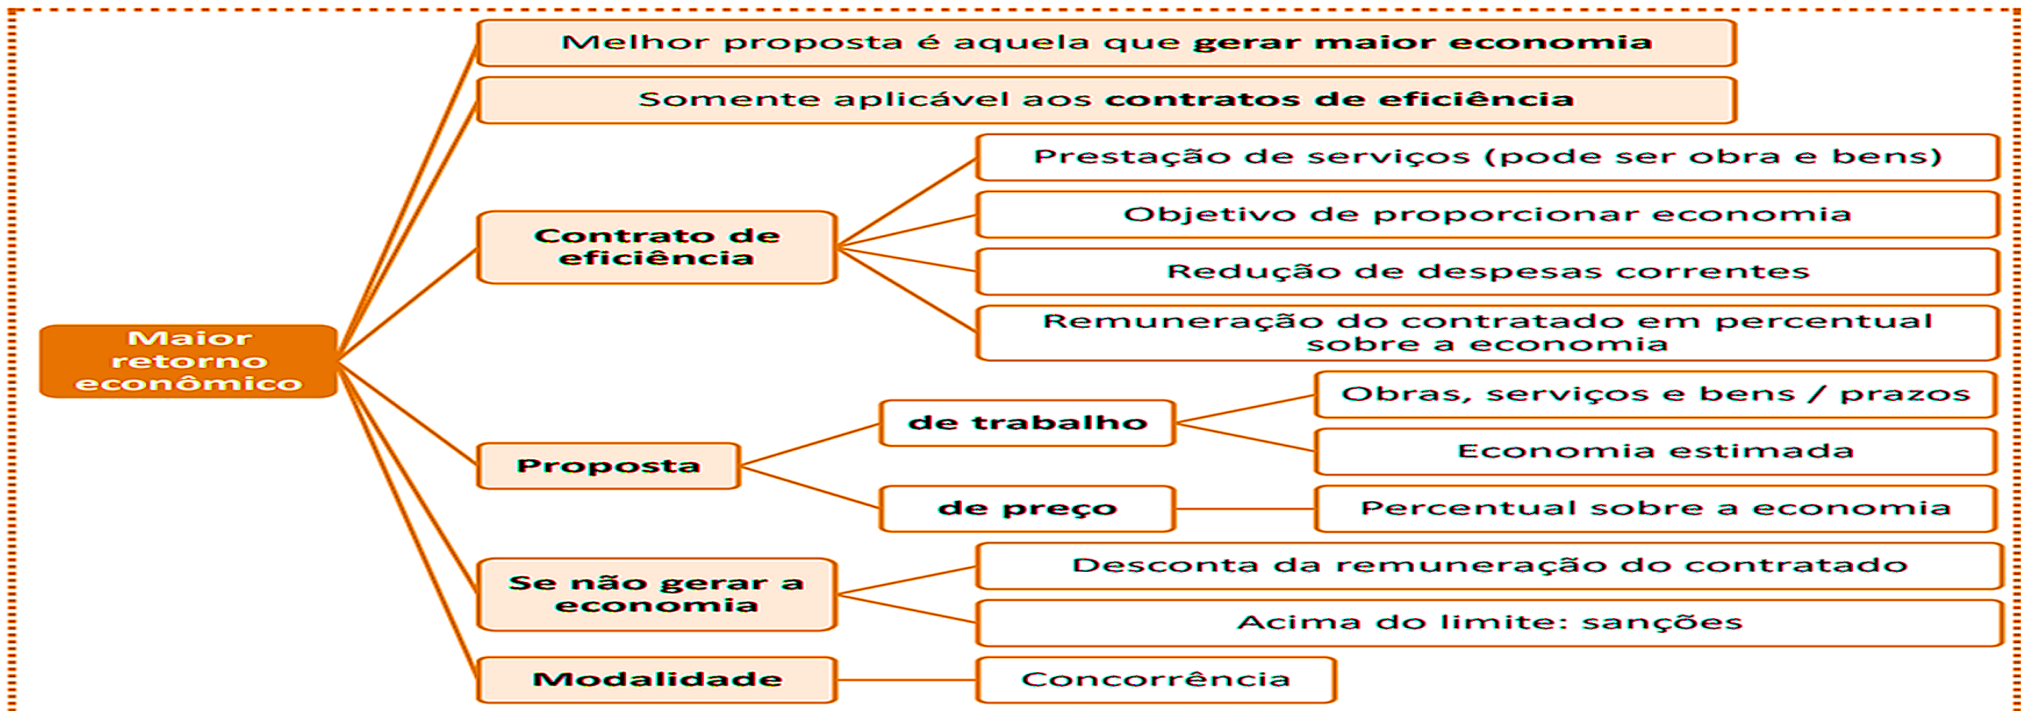 Melhor proposta é aquela que gerar maior economia
Somente aplicável aos contratos de eficiência
Prestação de serviços (pode ser obra e bens)
Objetivo de proporcionar economia
Contrato de
eficiência
Redução de despesas correntes
Remuneração do contratado em percentual
sobre a economia
Maior
retorno
econômico
Obras, serviços e bens / prazos
de trabalho
Economia estimada
Proposta
de preço
Percentual sobre a economia
Desconta da remuneração do contratado
Se não gerar a
economia
Acima do limite: sanções
Modalidade
Concorrência